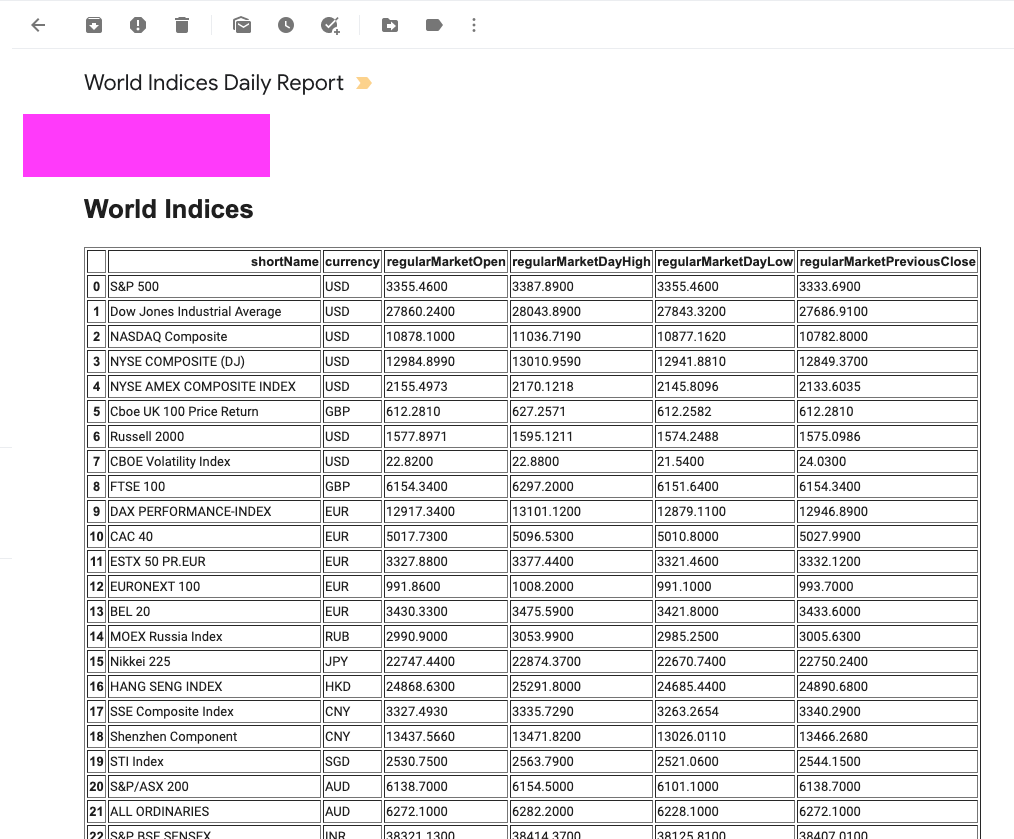 World Indices Daily Report
World Indices
shortName currency regularMarketOpen regularMarketDayHigh regularMarketDayLow regularMarketPreviousClose
0 S&P 500 USD 3355.4600 3387.8900 3355.4600 3333.6900
1 Dow Jones Industrial Average USD 27860.2400 28043.8900 27843.3200 27686.9100
2 NASDAQ Composite USD 10878.1000 11036.7190 10877.1620 10782.8000
3 NYSE COMPOSITE (DJ) USD 12984.8990 13010.9590 12941.8810 12849.3700
4 NYSE AMEX COMPOSITE INDEX USD 2155.4973 2170.1218 2145.8096 2133.6035
5 Cboe UK 100 Price Return GBP 612.2810 627.2571 612.2582 612.2810
6 Russell 2000 USD 1577.8971 1595.1211 1574.2488 1575.0986
7 CBOE Volatility Index USD 22.8200 22.8800 21.5400 24.0300
8 FTSE 100 GBP 6154.3400 6297.2000 6151.6400 6154.3400
9 DAX PERFORMANCE-INDEX EUR 12917.3400 13101.1200 12879.1100 12946.8900
10 CAC 40 EUR 5017.7300 5096.5300 5010.8000 5027.9900
11 ESTX 50 PR.EUR EUR 3327.8800 3377.4400 3321.4600 3332.1200
12 EURONEXT 100 EUR 991.8600 1008.2000 991.1000 993.7000
13 BEL 20 EUR 3430.3300 3475.5900 3421.8000 3433.6000
14 MOEX Russia Index RUB 2990.9000 3053.9900 2985.2500 3005.6300
15 Nikkei 225 JPY 22747.4400 22874.3700 22670.7400 22750.2400
16 HANG SENG INDEX HKD 24868.6300 25291.8000 24685.4400 24890.6800
17 SSE Composite Index CNY 3327.4930 3335.7290 3263.2654 3340.2900
18 Shenzhen Component CNY 13437.5660 13471.8200 13026.0110 13466.2680
19 STI Index SGD 2530.7500 2563.7900 2521.0600 2544.1500
20 S&P/ASX 200 AUD 6138.7000 6154.5000 6101.1000 6138.7000
21 ALL ORDINARIES AUD 6272.1000 6282.2000 6228.1000 6272.1000
22 S&P BSE SENSEX INR 38321.1300 38414.3700 38125.8100 38407.0100